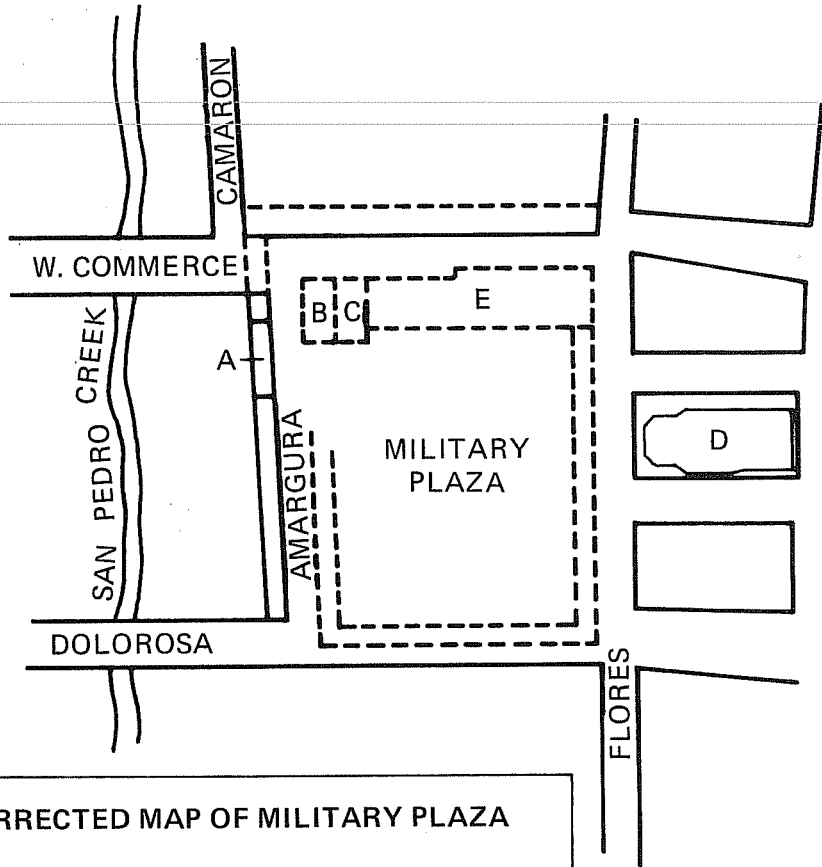 CAMARON
W. COMMERCE
B
C
E
A
SAN PEDRO CREEK
AMARGURA
MILITARY
PLAZA
D
DOLOROSA
FLORES
RRECTED MAP OF MILITARY PLAZA